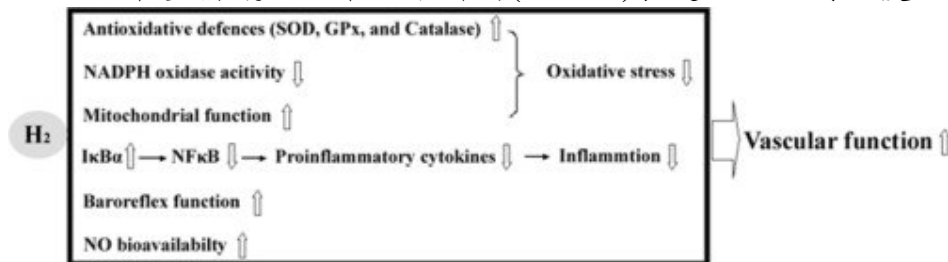 Antioxidative defences (SOD, GPx, and Catalase) ⇧
NADPH oxidase acitivity ⇩
Oxidative stress ⇩
Mitochondrial function ⇧
H₂
IκBα ⇧ → NFκB ⇩ → Proinflammatory cytokines ⇩ → Inflammtion ⇩
Vascular function ⇧
Baroreflex function ⇧
NO bioavailabilty ⇧